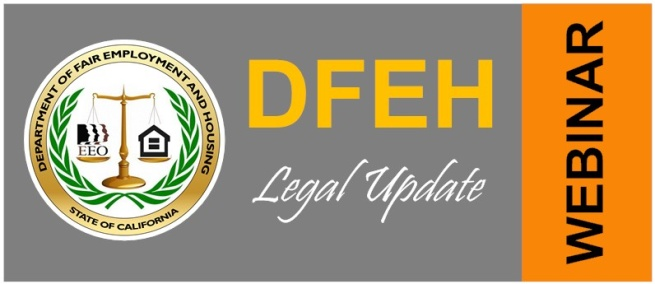 DEPARTMENT OF FAIR EMPLOYMENT AND HOUSING
EEO
STATE OF CALIFORNIA
DFEH
Legal Update
WEBINAR